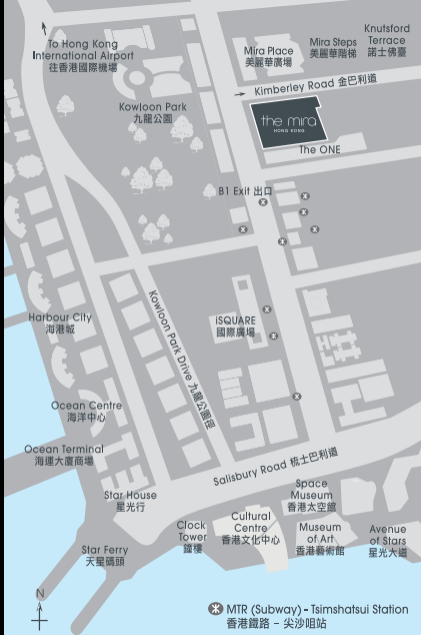 To Hong Kong
International Airport
往香港國際機場
Mira Place
美麗華廣場
Mira Steps
美麗華階梯
Knutsford
Terrace
諾士佛臺
Kimberley Road 金巴利道
Kowloon Park
九龍公園
the mira
HONG KONG
The ONE
B1 Exit 出口
Kowloon Park Drive 九龍公園徑
Harbour City
海港城
iSQUARE
國際廣場
Ocean Centre
海洋中心
Ocean Terminal
海運大廈商場
Salisbury Road 梳士巴利道
Star House
星光行
Space
Museum
香港太空館
Clock
Tower
鐘樓
Cultural
Centre
香港文化中心
Museum
of Art
香港藝術館
Avenue
of Stars
星光大道
Star Ferry
天星碼頭
N
MTR (Subway) - Tsimshatsui Station
香港鐵路 - 尖沙咀站